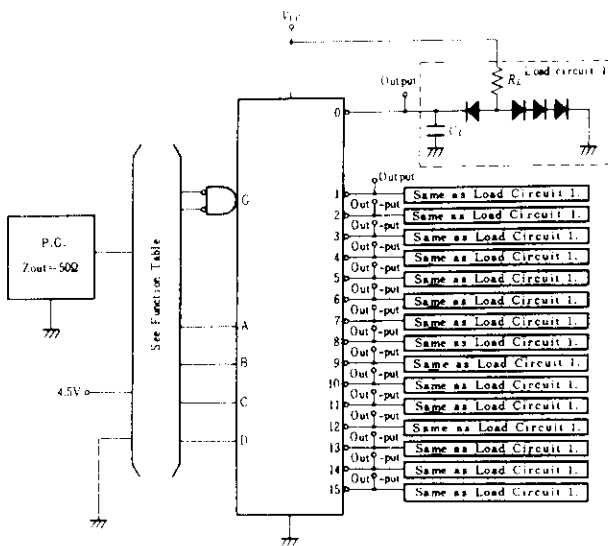 Vcc
Load circuit 1
Output
RL
0
CL
Output
G
1
Same as Load Circuit 1.
Out -put
2
Same as Load Circuit 1.
Out -put
3
Same as Load Circuit 1.
Out -put
4
Same as Load Circuit 1.
Out -put
5
Same as Load Circuit 1.
Out -put
6
Same as Load Circuit 1.
Out -put
7
Same as Load Circuit 1.
Out -put
8
Same as Load Circuit 1.
Out -put
9
Same as Load Circuit 1.
Out -put
10
Same as Load Circuit 1.
Out -put
11
Same as Load Circuit 1.
Out -put
12
Same as Load Circuit 1.
Out -put
13
Same as Load Circuit 1.
Out -put
14
Same as Load Circuit 1.
Out -put
15
Same as Load Circuit 1.
P.G.
Zout=50Ω
See Function Table
A
B
C
D
4.5V